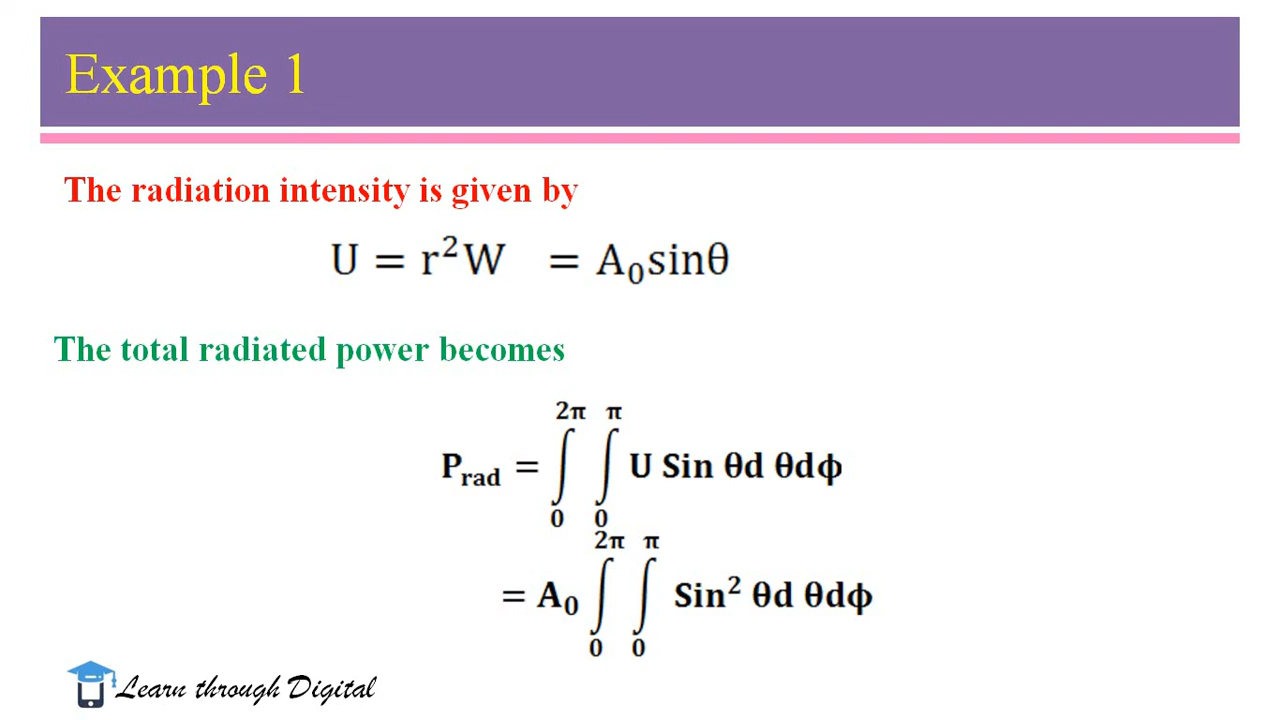 Example 1
The radiation intensity is given by
U = r²W = A₀sinθ
The total radiated power becomes
P_rad = ∫₀^2π ∫₀^π U Sin θd θdϕ
= A₀ ∫₀^2π ∫₀^π Sin² θd θdϕ
Learn through Digital